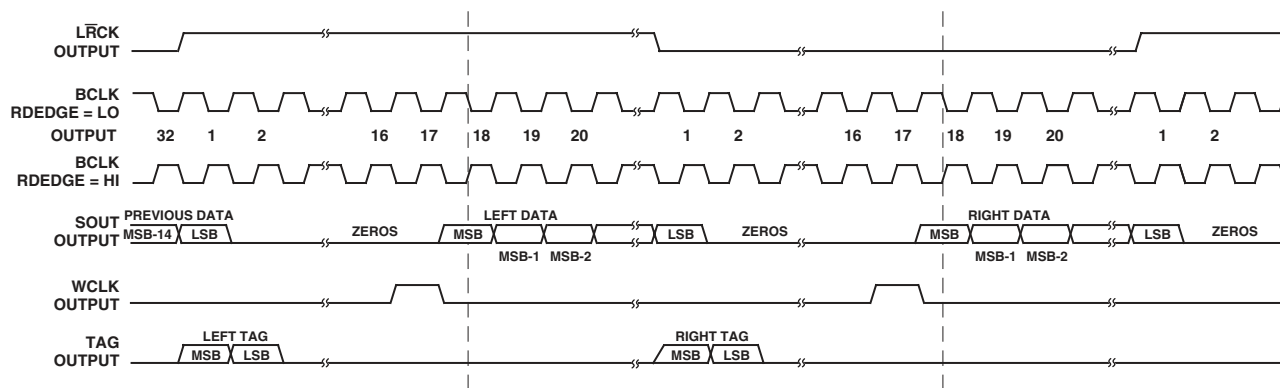 LRCK
OUTPUT
BCLK
RDEDGE = LO
OUTPUT 32 1 2 16 17 18 19 20 1 2 16 17 18 19 20 1 2
BCLK
RDEDGE = HI
PREVIOUS DATA LEFT DATA RIGHT DATA
SOUT
OUTPUT MSB-14 LSB ZEROS MSB LSB ZEROS MSB LSB ZEROS
MSB-1 MSB-2 MSB-1 MSB-2
WCLK
OUTPUT
LEFT TAG RIGHT TAG
TAG
OUTPUT MSB LSB MSB LSB